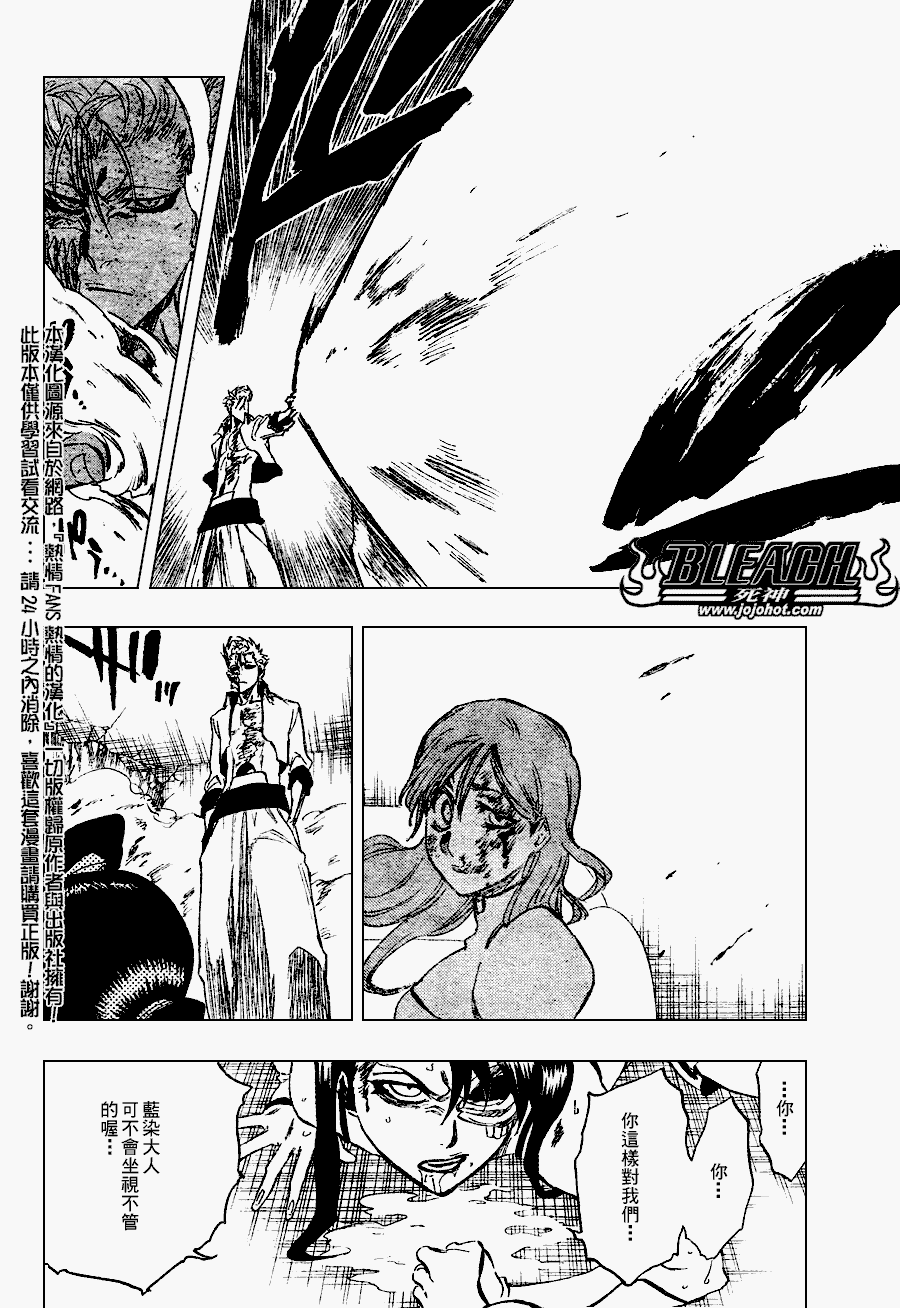 本漢化圖源來自於網路，『熱情FANS熱情的漢化』一切版權歸原作者與出版社擁有！
此版本僅供學習試看交流…請24小時之內消除，喜歡這套漫畫請購買正版！謝謝。
BLEACH
死神
www.jojohot.com
…你…
你…
你這樣對我們…
藍染大人
可不會坐視不管
的喔…